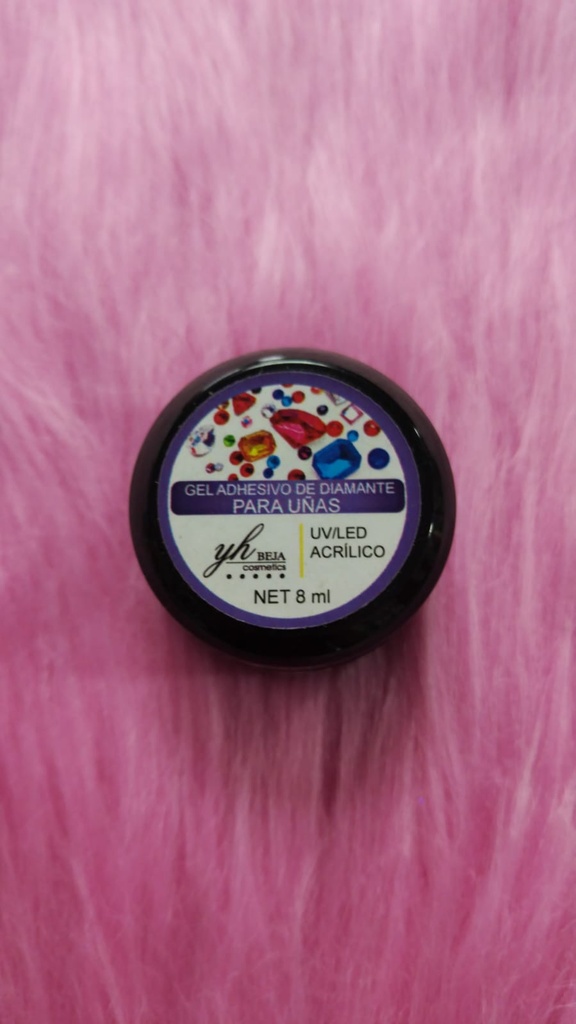 GEL ADHESIVO DE DIAMANTE
PARA UÑAS
yh BEJA
cosmetics
UV/LED
ACRÍLICO
NET 8 ml